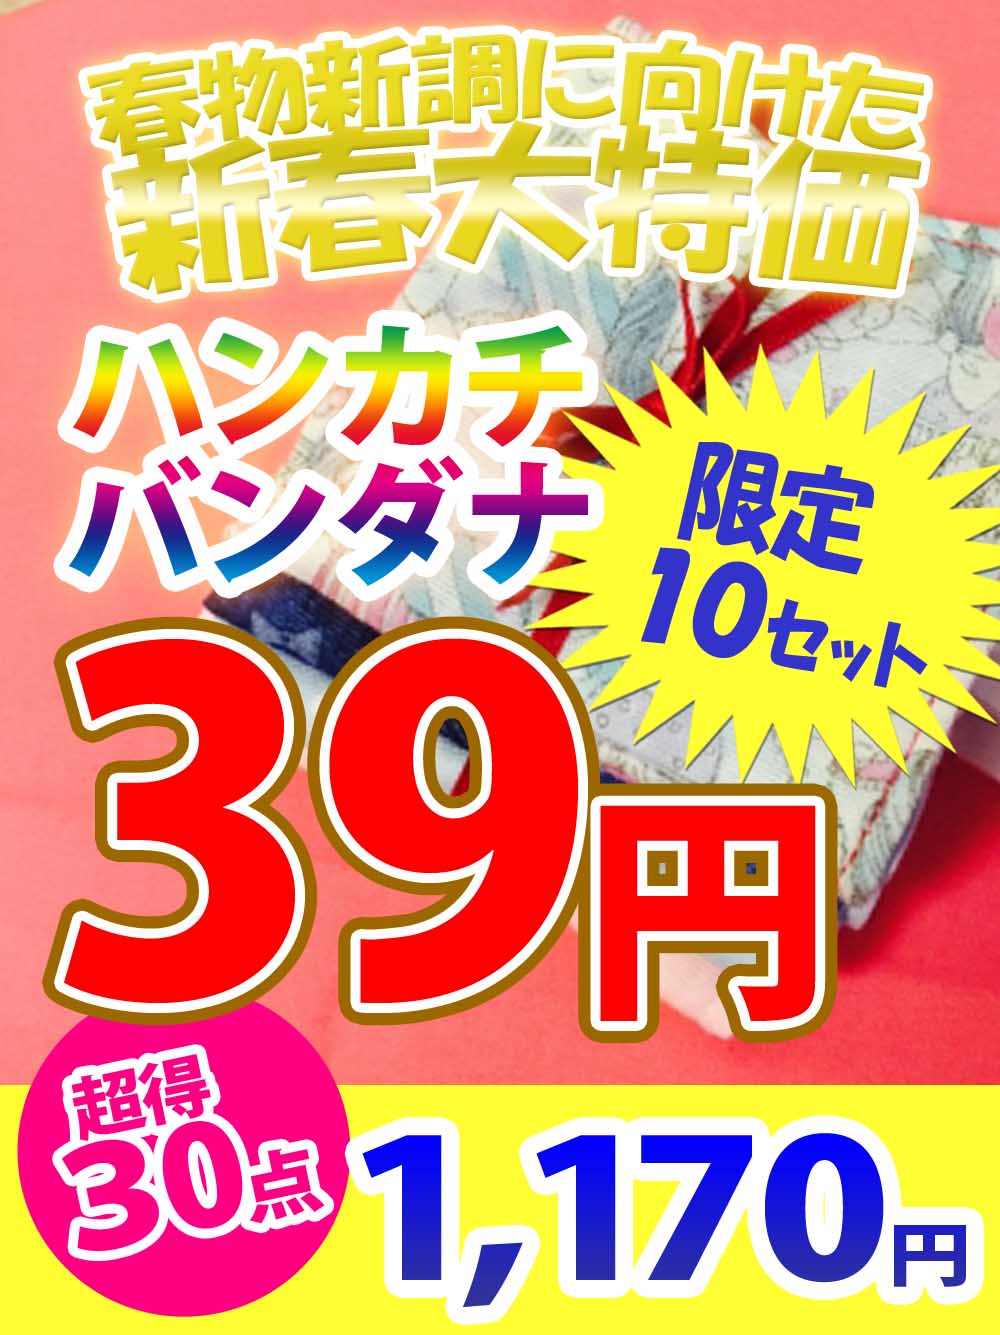 春物新調に向けた
新春大特価
ハンカチ
バンダナ
限定
10セット
39円
超得
30点
1,170円